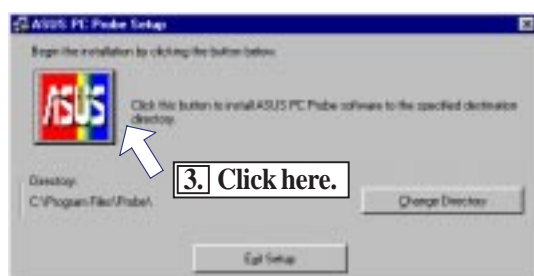 ASUS PC Probe Setup
Begin the installation by clicking the button below.
ASUS
Click this button to install ASUS PC Probe software to the specified destination
directory.
3. Click here.
Directory:
C:\Program Files\Probe\
Change Directory
Exit Setup